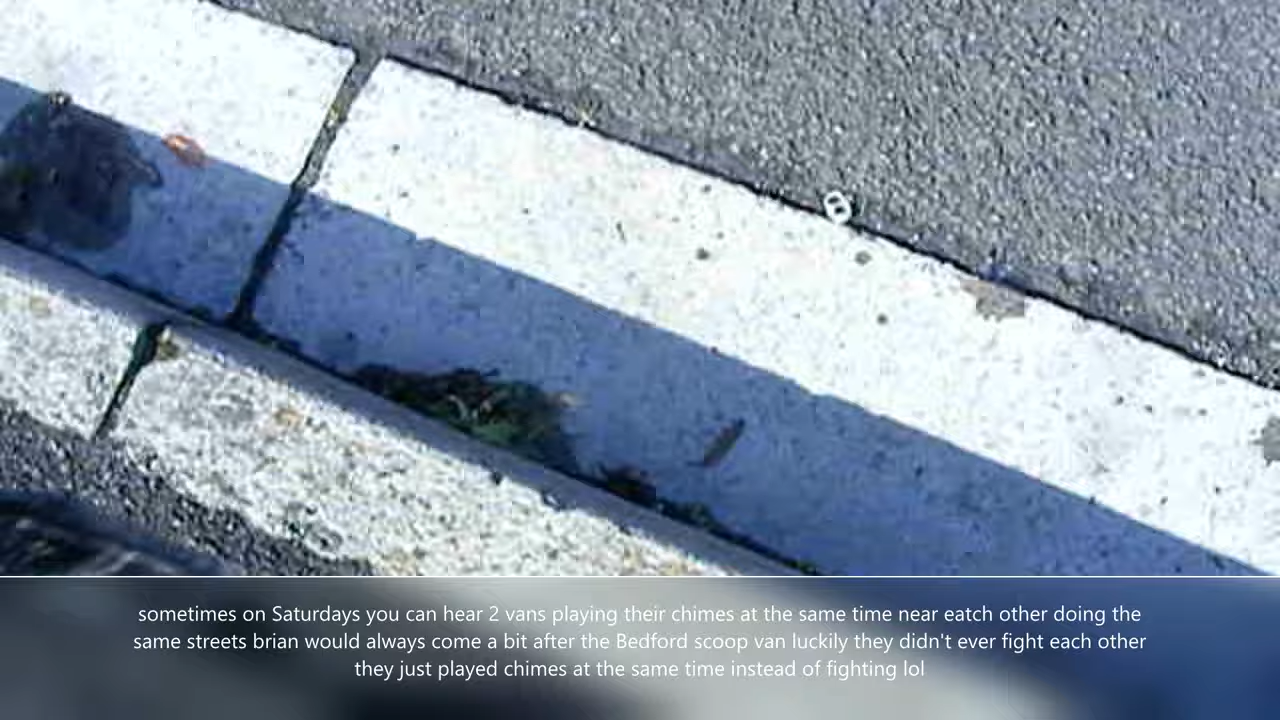 sometimes on Saturdays you can hear 2 vans playing their chimes at the same time near eatch other doing the
same streets brian would always come a bit after the Bedford scoop van luckily they didn't ever fight each other
they just played chimes at the same time instead of fighting lol